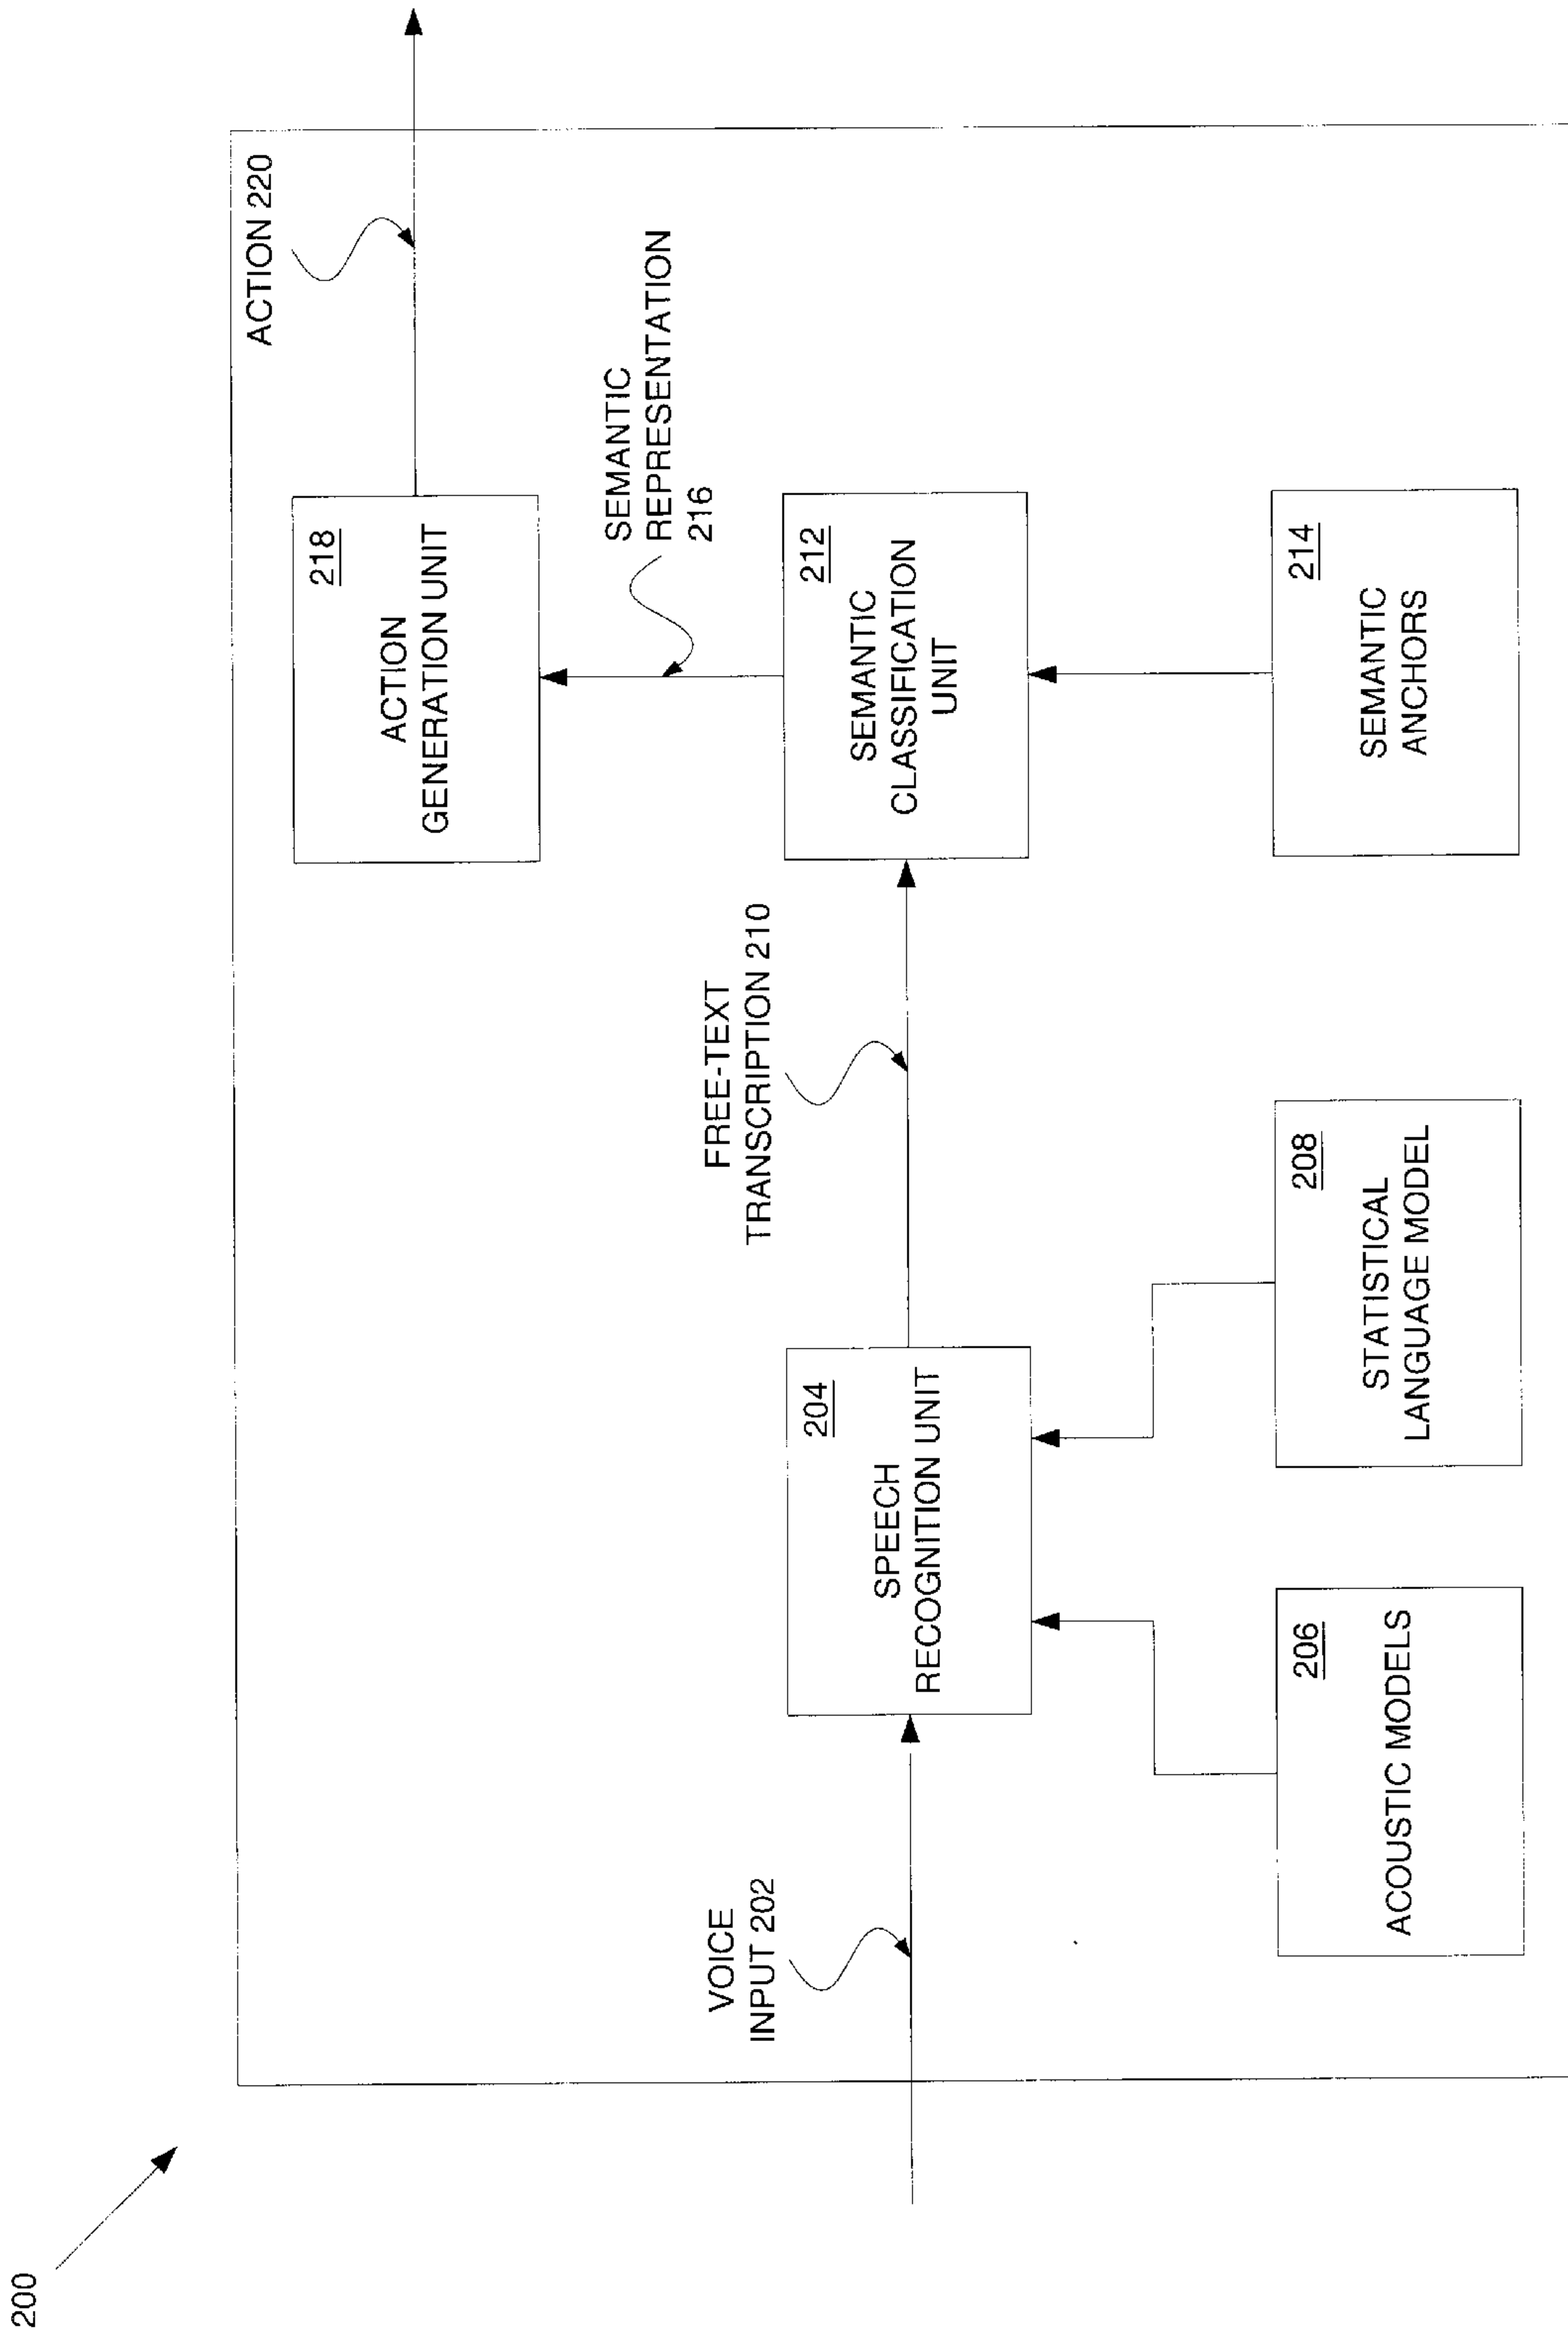 200
ACTION 220
218
ACTION
GENERATION UNIT
SEMANTIC
REPRESENTATION
216
FREE-TEXT
TRANSCRIPTION 210
VOICE
INPUT 202
204
SPEECH
RECOGNITION UNIT
212
SEMANTIC
CLASSIFICATION
UNIT
206
ACOUSTIC MODELS
208
STATISTICAL
LANGUAGE MODEL
214
SEMANTIC
ANCHORS